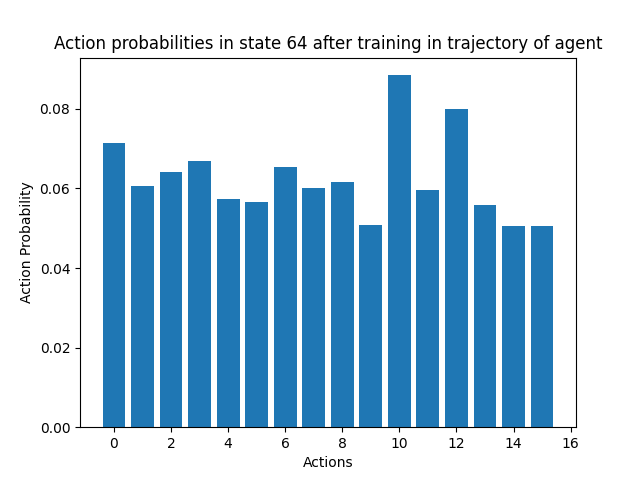 Action probabilities in state 64 after training in trajectory of agent
0.08
0.06
0.04
0.02
0.00
Action Probability
0 2 4 6 8 10 12 14 16
Actions